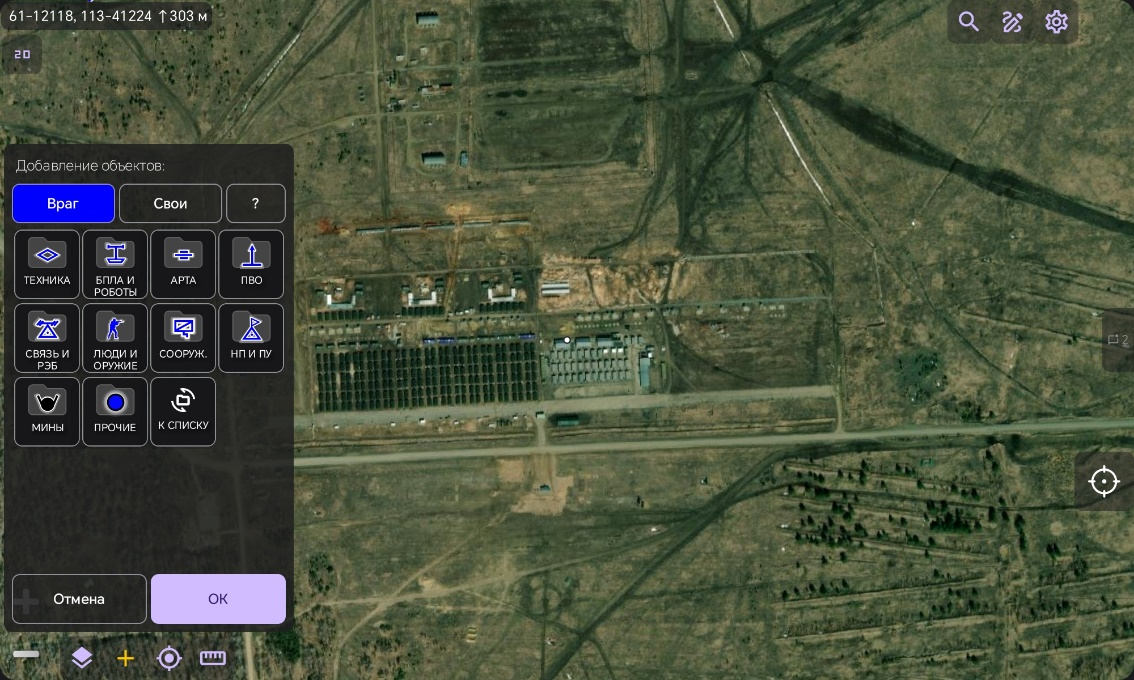 61-12118, 113-41224 ↑303 м
2D
Добавление объектов:
Враг
Свои
?
ТЕХНИКА
БПЛА И
РОБОТЫ
АРТА
ПВО
СВЯЗЬ И
РЭБ
ЛЮДИ И
ОРУЖИЕ
СООРУЖ.
НП И ПУ
МИНЫ
ПРОЧИЕ
К СПИСКУ
2
Отмена
ОК